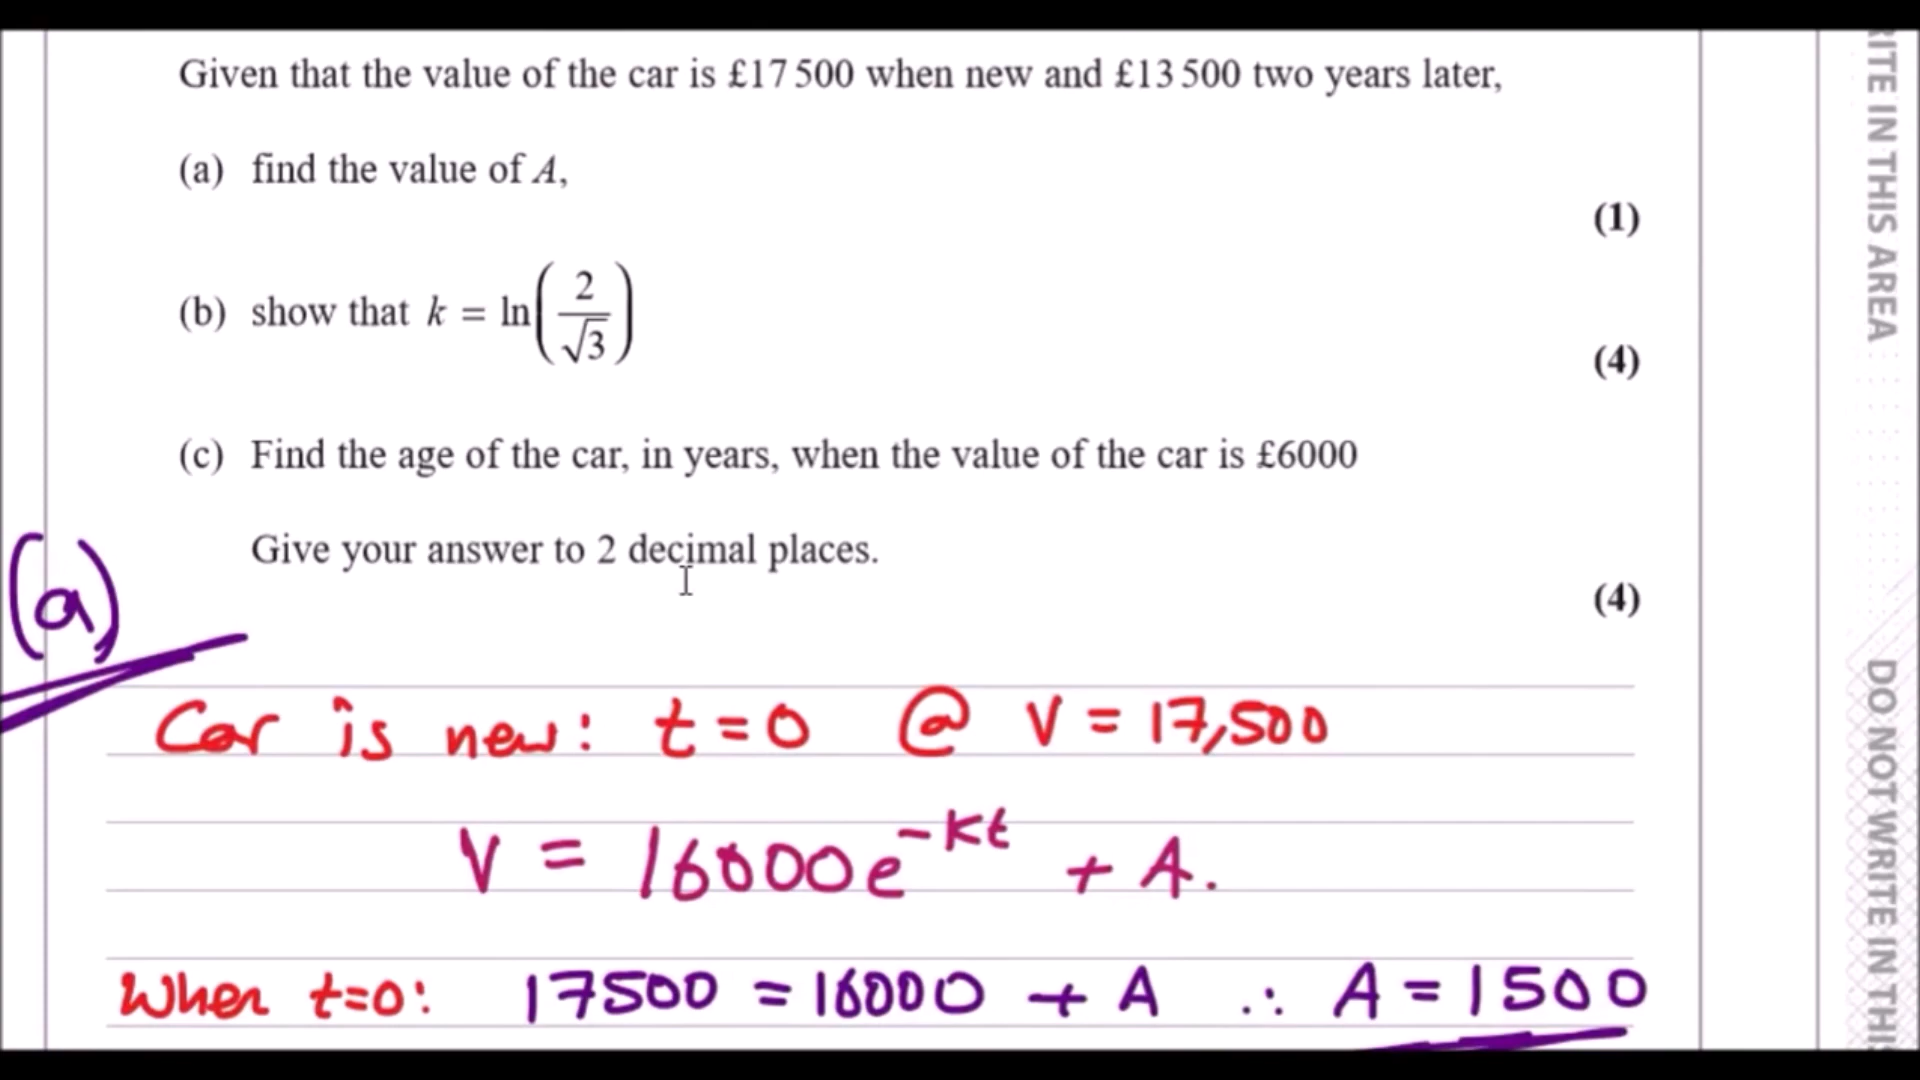 Given that the value of the car is £17 500 when new and £13 500 two years later,
(a) find the value of A,
(1)
(b) show that k = ln(2/√3)
(4)
(c) Find the age of the car, in years, when the value of the car is £6000
Give your answer to 2 decimal places.
(4)
(a)
Car is new: t=0 @ V = 17,500
V = 16000e^-kt + A.
When t=0: 17500 = 16000 + A ∴ A = 1500
RITE IN THIS AREA
DO NOT WRITE IN THIS